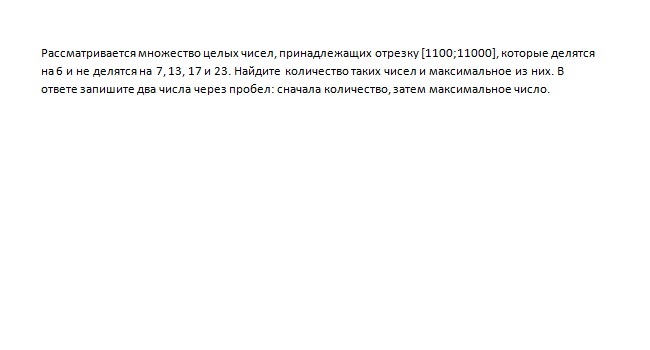 Рассматривается множество целых чисел, принадлежащих отрезку [1100;11000], которые делятся
на 6 и не делятся на 7, 13, 17 и 23. Найдите количество таких чисел и максимальное из них. В
ответе запишите два числа через пробел: сначала количество, затем максимальное число.